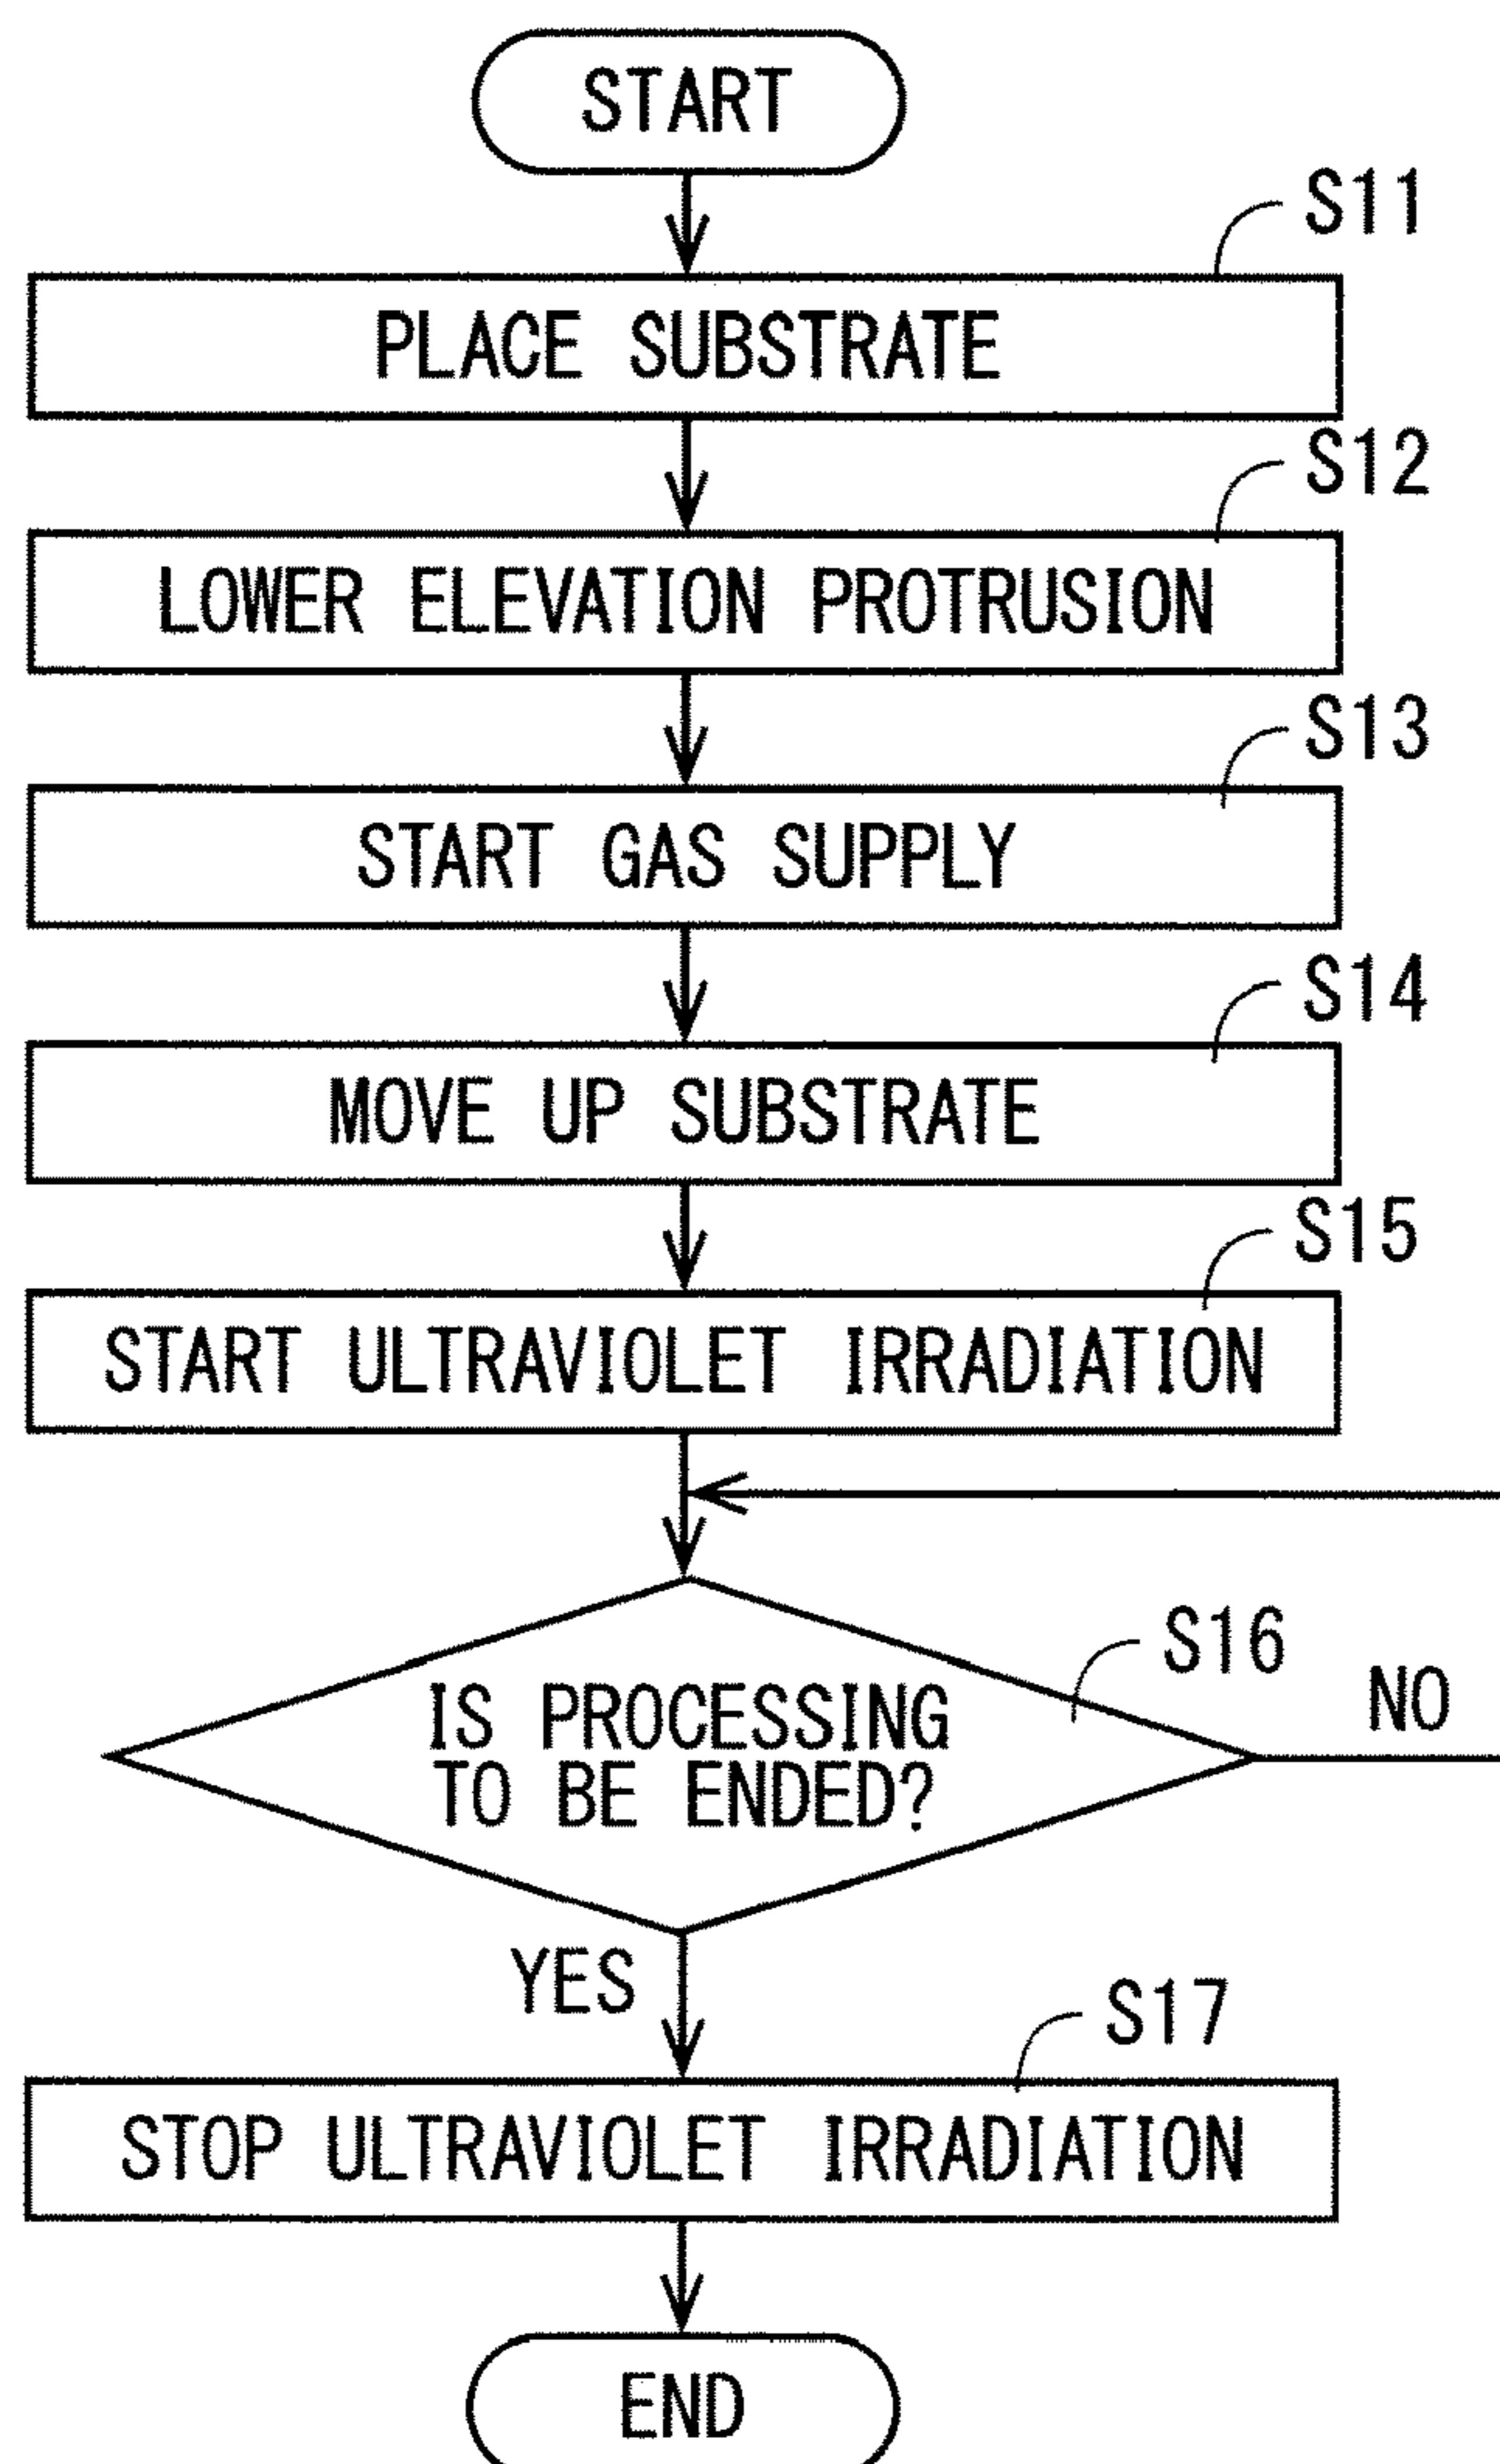 START
S11
PLACE SUBSTRATE
S12
LOWER ELEVATION PROTRUSION
S13
START GAS SUPPLY
S14
MOVE UP SUBSTRATE
S15
START ULTRAVIOLET IRRADIATION
S16
NO
IS PROCESSING
TO BE ENDED?
YES
S17
STOP ULTRAVIOLET IRRADIATION
END